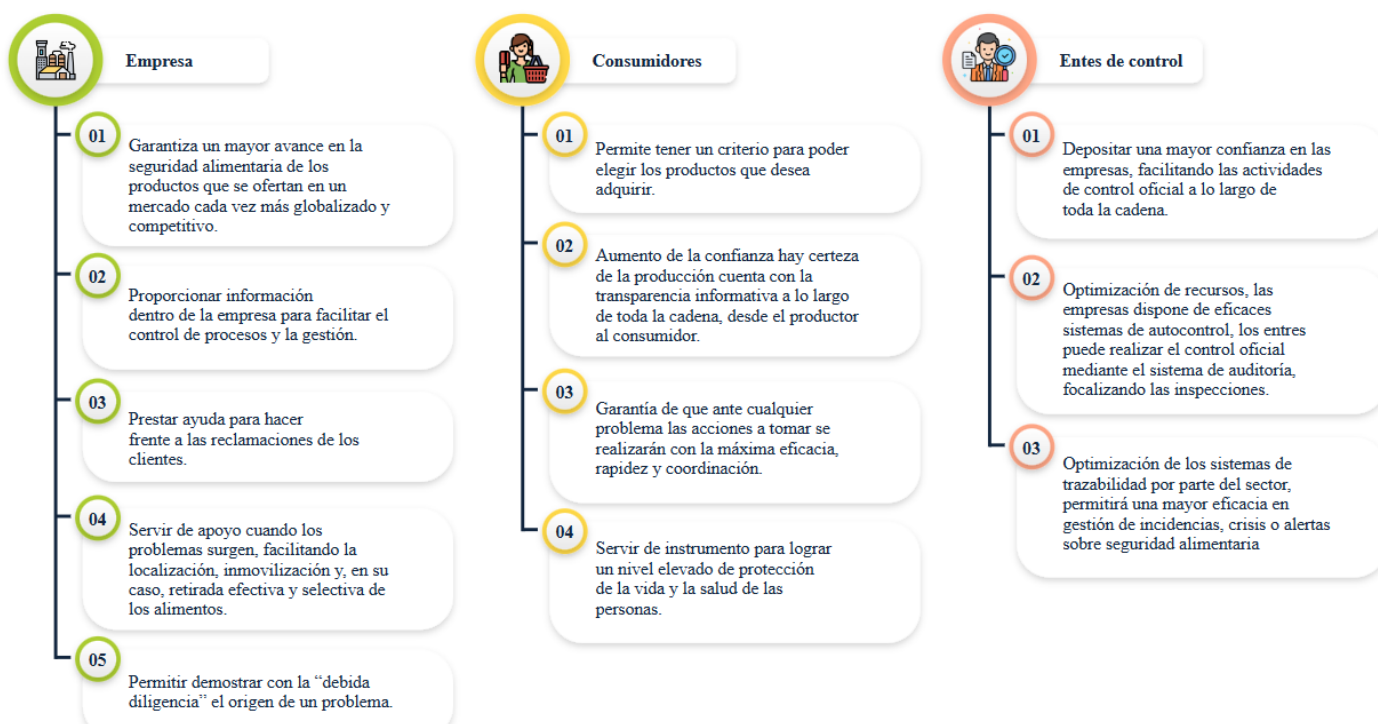 Empresa
01
Garantiza un mayor avance en la
seguridad alimentaria de los
productos que se ofertan en un
mercado cada vez más globalizado y
competitivo.
02
Proporcionar información
dentro de la empresa para facilitar el
control de procesos y la gestión.
03
Prestar ayuda para hacer
frente a las reclamaciones de los
clientes.
04
Servir de apoyo cuando los
problemas surgen, facilitando la
localización, inmovilización y, en su
caso, retirada efectiva y selectiva de
los alimentos.
05
Permitir demostrar con la “debida
diligencia” el origen de un problema.
Consumidores
01
Permite tener un criterio para poder
elegir los productos que desea
adquirir.
02
Aumento de la confianza hay certeza
de la producción cuenta con la
transparencia informativa a lo largo
de toda la cadena, desde el productor
al consumidor.
03
Garantía de que ante cualquier
problema las acciones a tomar se
realizarán con la máxima eficacia,
rapidez y coordinación.
04
Servir de instrumento para lograr
un nivel elevado de protección
de la vida y la salud de las
personas.
Entes de control
01
Depositar una mayor confianza en las
empresas, facilitando las actividades
de control oficial a lo largo de
toda la cadena.
02
Optimización de recursos, las
empresas dispone de eficaces
sistemas de autocontrol, los entres
puede realizar el control oficial
mediante el sistema de auditoría,
focalizando las inspecciones.
03
Optimización de los sistemas de
trazabilidad por parte del sector,
permitirá una mayor eficacia en
gestión de incidencias, crisis o alertas
sobre seguridad alimentaria